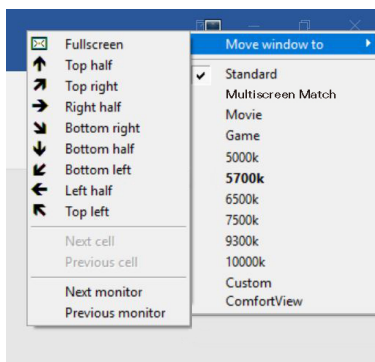 Fullscreen
Top half
Top right
Right half
Bottom right
Bottom half
Bottom left
Left half
Top left
Next cell
Previous cell
Next monitor
Previous monitor
Move window to
Standard
Multiscreen Match
Movie
Game
5000k
5700k
6500k
7500k
9300k
10000k
Custom
ComfortView